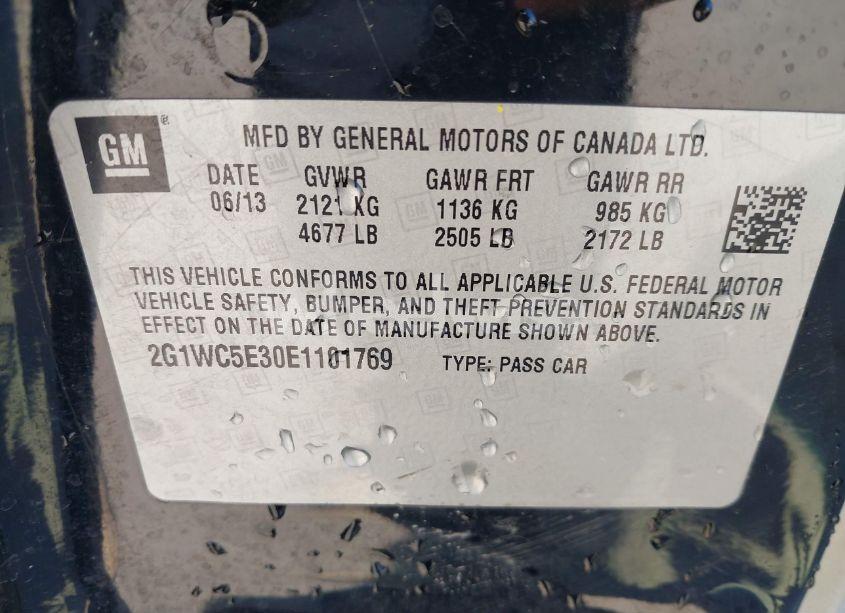 GM
MFD BY GENERAL MOTORS OF CANADA LTD.
DATE GVWR GAWR FRT GAWR RR
06/13 2121 KG 1136 KG 985 KG
4677 LB 2505 LB 2172 LB
THIS VEHICLE CONFORMS TO ALL APPLICABLE U.S. FEDERAL MOTOR
VEHICLE SAFETY, BUMPER, AND THEFT PREVENTION STANDARDS IN
EFFECT ON THE DATE OF MANUFACTURE SHOWN ABOVE.
2G1WC5E30E1101769 TYPE: PASS CAR